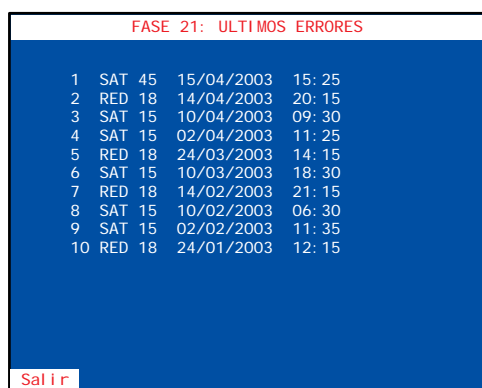 FASE 21: ULTIMOS ERRORES
1 SAT 45 15/04/2003 15:25
2 RED 18 14/04/2003 20:15
3 SAT 15 10/04/2003 09:30
4 SAT 15 02/04/2003 11:25
5 RED 18 24/03/2003 14:15
6 SAT 15 10/03/2003 18:30
7 RED 18 14/02/2003 21:15
8 SAT 15 10/02/2003 06:30
9 SAT 15 02/02/2003 11:35
10 RED 18 24/01/2003 12:15
Salir